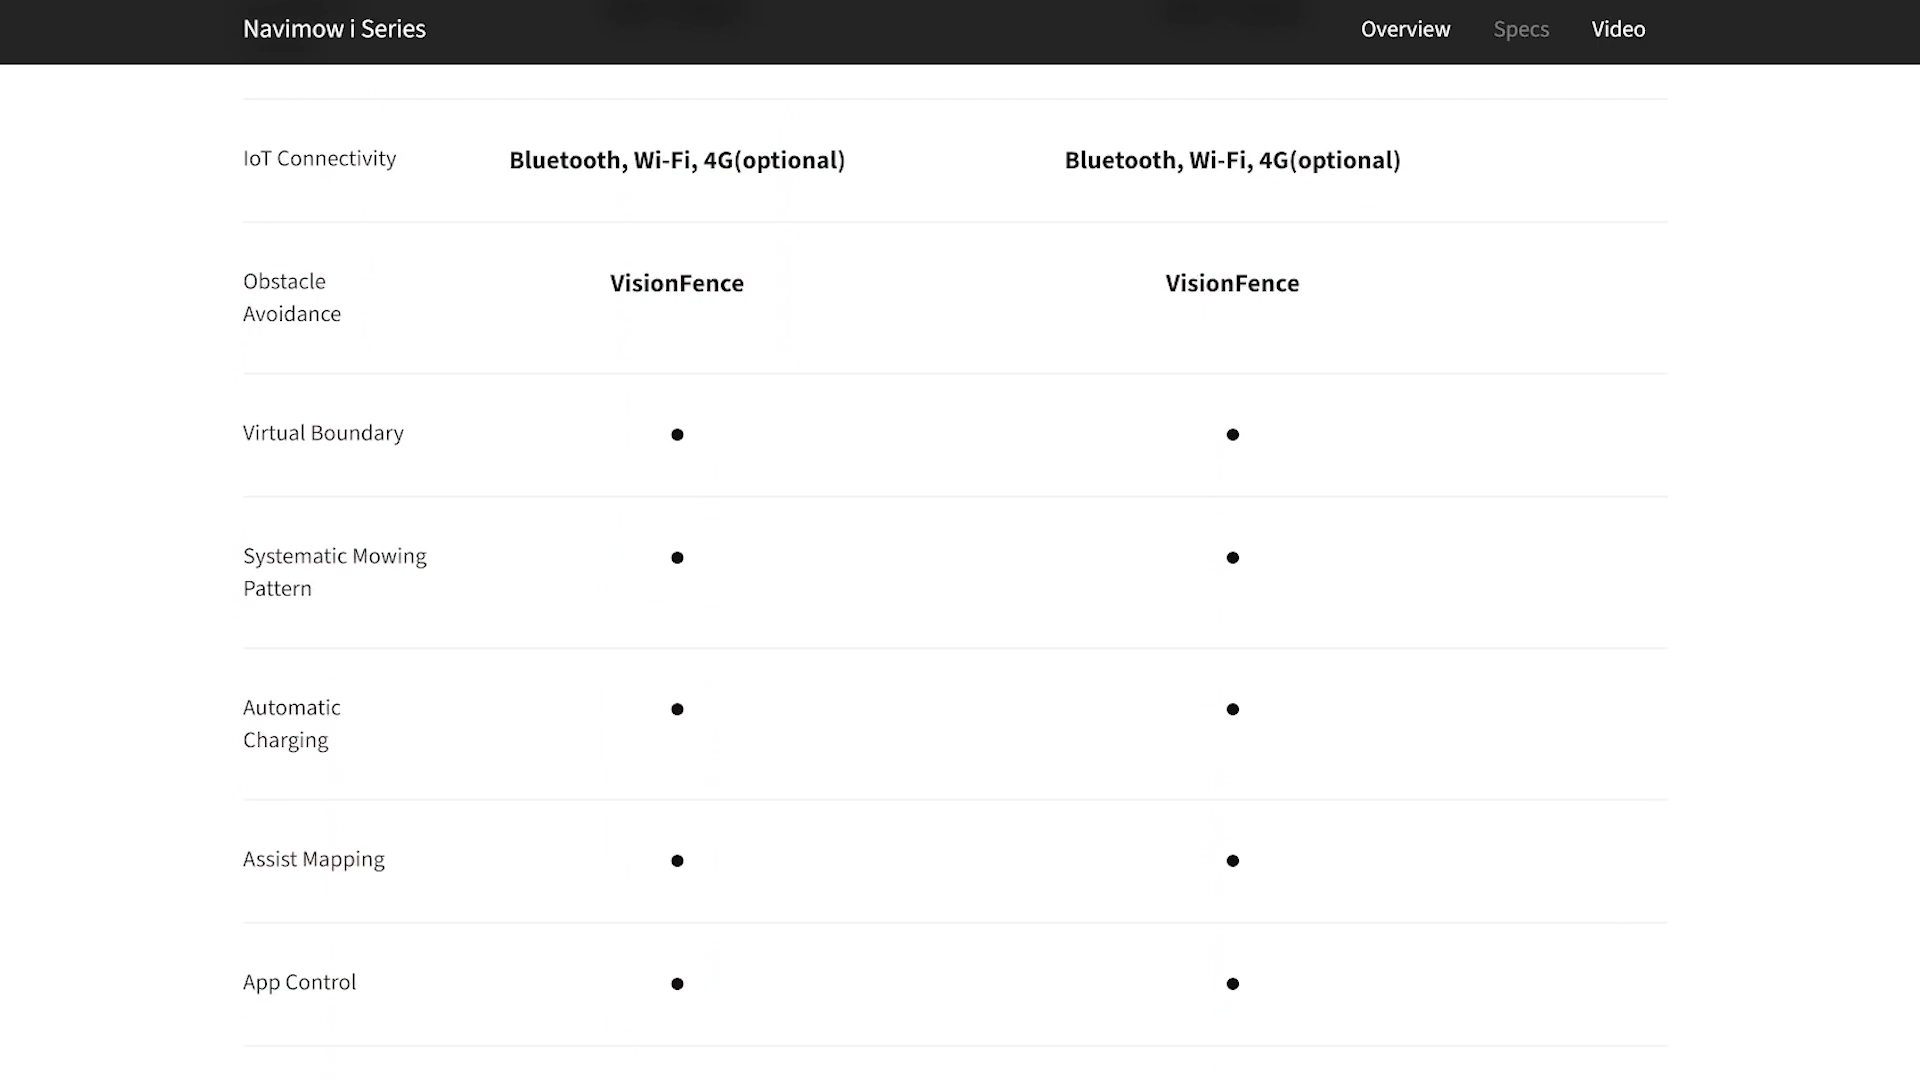 Navimow i Series
Overview
Specs
Video
IoT Connectivity
Bluetooth, Wi-Fi, 4G(optional)
Bluetooth, Wi-Fi, 4G(optional)
Obstacle
Avoidance
VisionFence
VisionFence
Virtual Boundary
Systematic Mowing
Pattern
Automatic
Charging
Assist Mapping
App Control